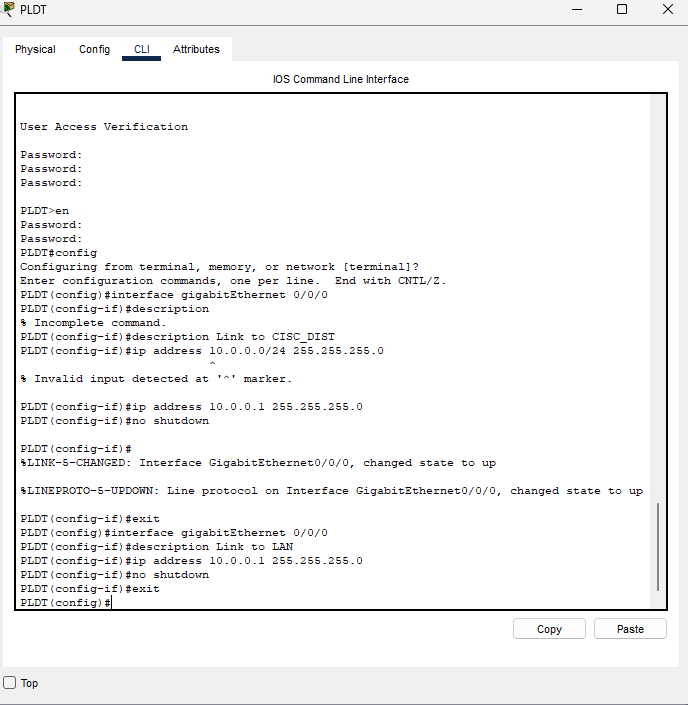 PLDT
Physical Config CLI Attributes
IOS Command Line Interface
User Access Verification
Password:
Password:
Password:
PLDT>en
Password:
Password:
PLDT#config
Configuring from terminal, memory, or network [terminal]?
Enter configuration commands, one per line.  End with CNTL/Z.
PLDT(config)#interface gigabitEthernet 0/0/0
PLDT(config-if)#description
% Incomplete command.
PLDT(config-if)#description Link to CISC_DIST
PLDT(config-if)#ip address 10.0.0.0/24 255.255.255.0
^
% Invalid input detected at '^' marker.
PLDT(config-if)#ip address 10.0.0.1 255.255.255.0
PLDT(config-if)#no shutdown
PLDT(config-if)#
%LINK-5-CHANGED: Interface GigabitEthernet0/0/0, changed state to up
%LINEPROTO-5-UPDOWN: Line protocol on Interface GigabitEthernet0/0/0, changed state to up
PLDT(config-if)#exit
PLDT(config)#interface gigabitEthernet 0/0/0
PLDT(config-if)#description Link to LAN
PLDT(config-if)#ip address 10.0.0.1 255.255.255.0
PLDT(config-if)#no shutdown
PLDT(config-if)#exit
PLDT(config)#
Copy Paste
Top